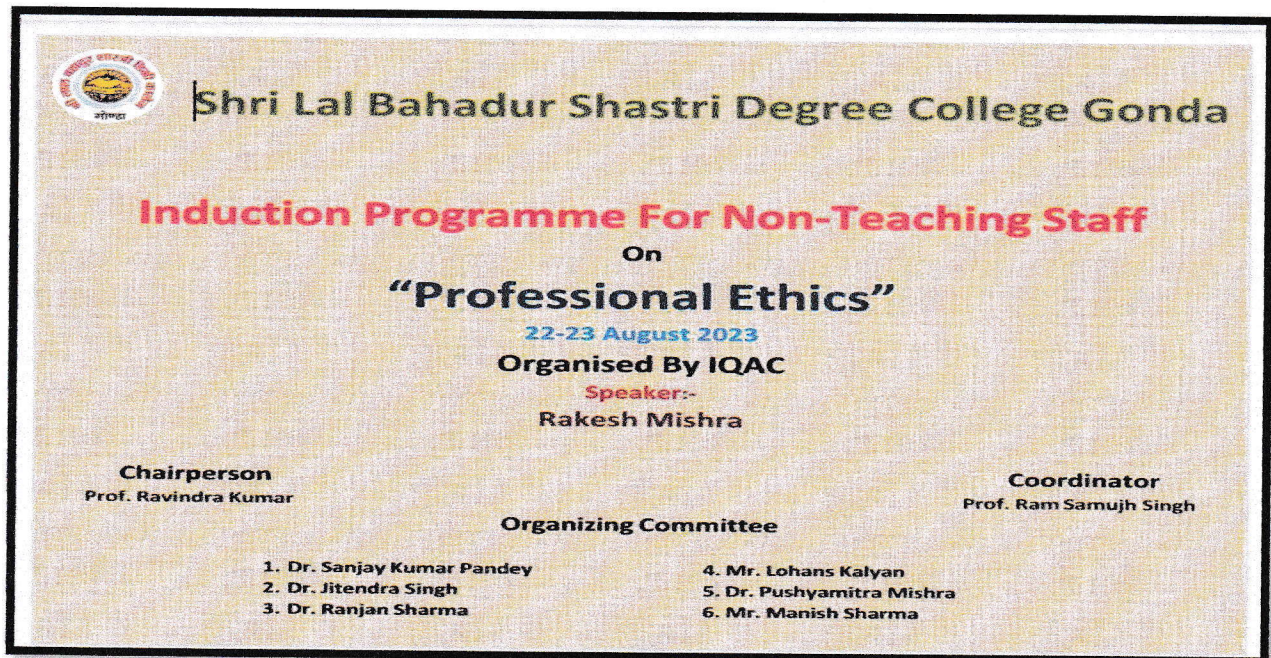 श्री लाल बहादुर शास्त्री डिग्री कालेज
गोण्डा
Shri Lal Bahadur Shastri Degree College Gonda
Induction Programme For Non-Teaching Staff
On
“Professional Ethics”
22-23 August 2023
Organised By IQAC
Speaker:-
Rakesh Mishra
Chairperson
Prof. Ravindra Kumar
Coordinator
Prof. Ram Samujh Singh
Organizing Committee
1. Dr. Sanjay Kumar Pandey
2. Dr. Jitendra Singh
3. Dr. Ranjan Sharma
4. Mr. Lohans Kalyan
5. Dr. Pushyamitra Mishra
6. Mr. Manish Sharma